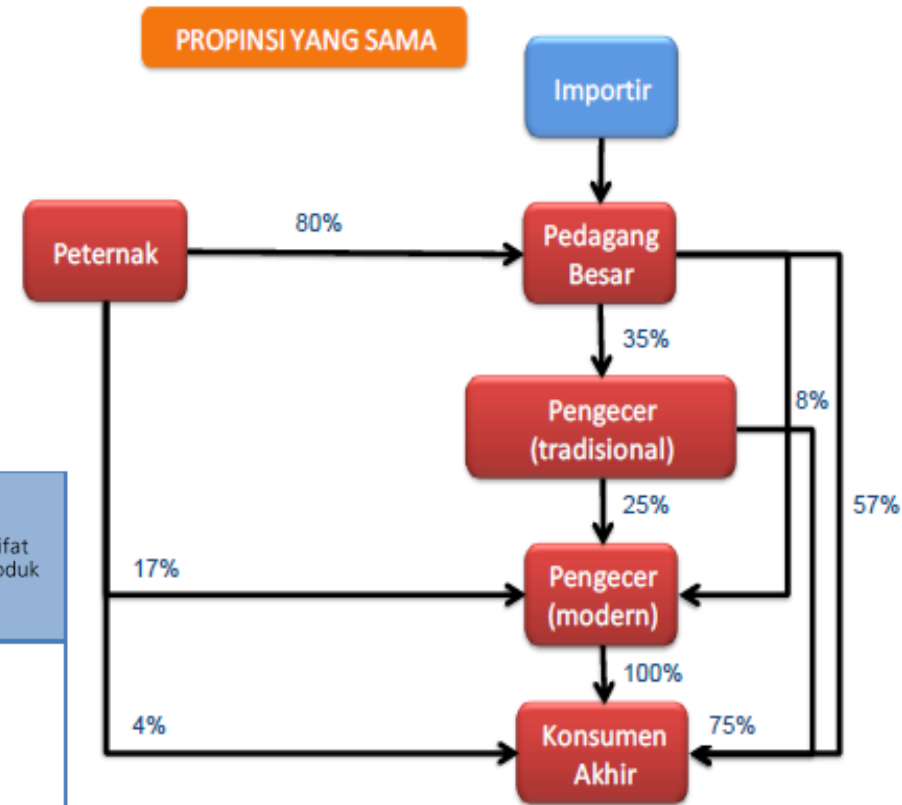 PROPINSI YANG SAMA
Importir
Peternak
80%
Pedagang
Besar
35%
Pengecer
(tradisional)
8%
25%
57%
17%
Pengecer
(modern)
100%
4%
Konsumen
Akhir
75%